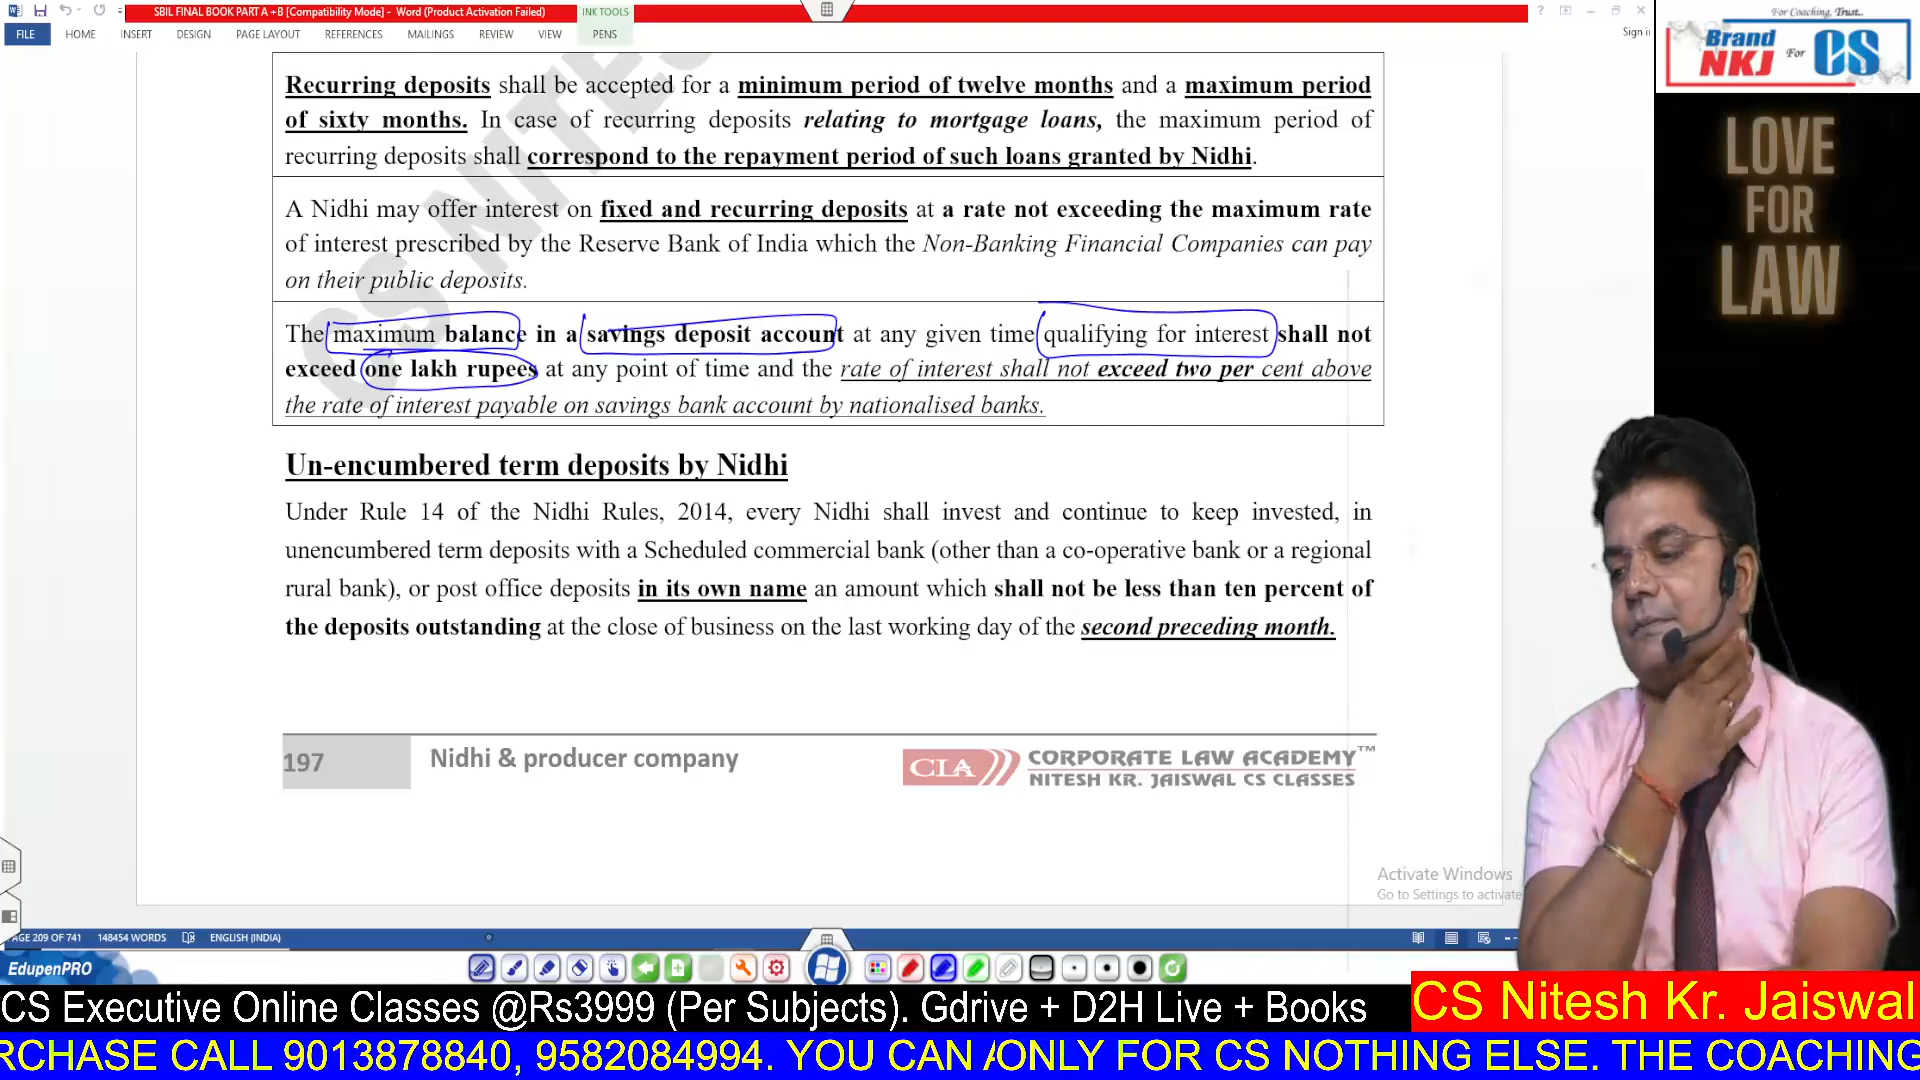 SBIL FINAL BOOK PART A +B [Compatibility Mode] - Word (Product Activation Failed)
INK TOOLS
FILE HOME INSERT DESIGN PAGE LAYOUT REFERENCES MAILINGS REVIEW VIEW PENS
Sign i
For Coaching, Trust..
Brand
NKJ For CS
LOVE
FOR
LAW
CS NITES
Recurring deposits shall be accepted for a minimum period of twelve months and a maximum period
of sixty months. In case of recurring deposits relating to mortgage loans, the maximum period of
recurring deposits shall correspond to the repayment period of such loans granted by Nidhi.
A Nidhi may offer interest on fixed and recurring deposits at a rate not exceeding the maximum rate
of interest prescribed by the Reserve Bank of India which the Non-Banking Financial Companies can pay
on their public deposits.
The maximum balance in a savings deposit account at any given time qualifying for interest shall not
exceed one lakh rupees at any point of time and the rate of interest shall not exceed two per cent above
the rate of interest payable on savings bank account by nationalised banks.
Un-encumbered term deposits by Nidhi
Under Rule 14 of the Nidhi Rules, 2014, every Nidhi shall invest and continue to keep invested, in
unencumbered term deposits with a Scheduled commercial bank (other than a co-operative bank or a regional
rural bank), or post office deposits in its own name an amount which shall not be less than ten percent of
the deposits outstanding at the close of business on the last working day of the second preceding month.
197 Nidhi & producer company
CLA CORPORATE LAW ACADEMY™
NITESH KR. JAISWAL CS CLASSES
Activate Windows
Go to Settings to activate
PAGE 209 OF 741 148454 WORDS ENGLISH (INDIA)
EdupenPRO
CS Executive Online Classes @Rs3999 (Per Subjects). Gdrive + D2H Live + Books
CS Nitesh Kr. Jaiswal
RCHASE CALL 9013878840, 9582084994. YOU CAN A
ONLY FOR CS NOTHING ELSE. THE COACHING